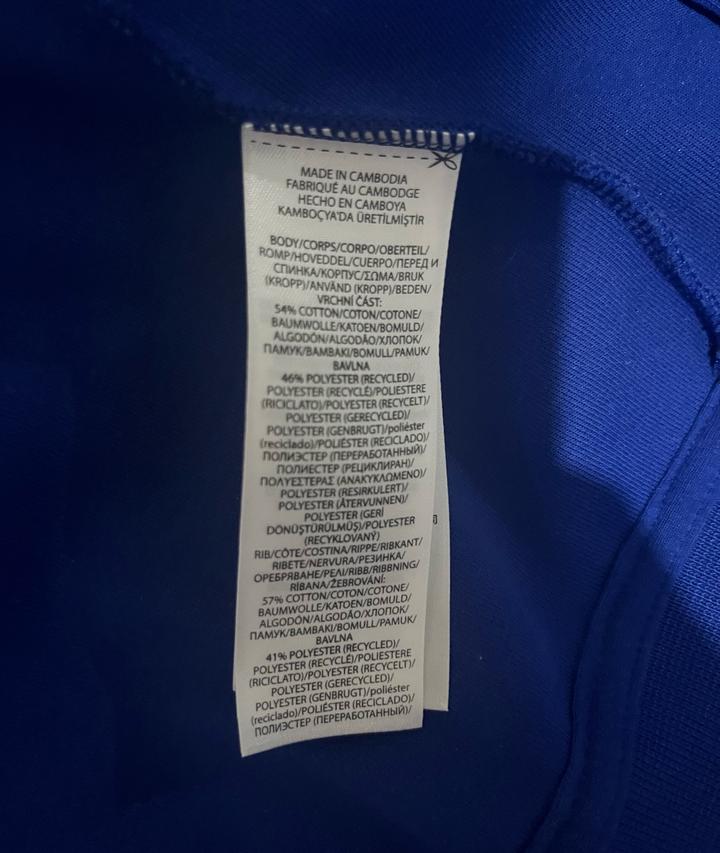 MADE IN CAMBODIA
FABRIQUÉ AU CAMBODGE
HECHO EN CAMBOYA
KAMBOÇYA'DA ÜRETİLMİŞTİR
BODY/CORPS/CORPO/OBERTEIL/
ROMP/HOVEDDEL/CUERPO/ПЕРЕД И
СПИНКА/КОРПУС/ΣΩΜΑ/BRUK
(KROPP)/ANVÄND (KROPP)/BEDEN/
VRCHNÍ ČÁST:
54% COTTON/COTON/COTONE/
BAUMWOLLE/KATOEN/BOMULD/
ALGODÓN/ALGODÃO/ХЛОПОК/
ПАМУК/ΒΑΜΒΑΚΙ/BOMULL/PAMUK/
BAVLNA
46% POLYESTER (RECYCLED)/
POLYESTER (RECYCLÉ)/POLIESTERE
(RICICLATO)/POLYESTER (RECYCELT)/
POLYESTER (GERECYCLED)/
POLYESTER (GENBRUGT)/poliéster
(reciclado)/POLIÉSTER (RECICLADO)/
ПОЛИЭСТЕР (ПЕРЕРАБОТАННЫЙ)/
ПОЛИЕСТЕР (РЕЦИКЛИРАН)/
ΠΟΛΥΕΣΤΕΡΑΣ (ΑΝΑΚΥΚΛΩΜΕΝΟ)/
POLYESTER (RESIRKULERT)/
POLYESTER (ÅTERVUNNEN)/
POLYESTER (GERİ
DÖNÜŞTÜRÜLMÜŞ)/POLYESTER
(RECYKLOVANÝ)
RIB/CÔTE/COSTINA/RIPPE/RIBKANT/
RIBETE/NERVURA/РЕЗИНКА/
ОРЕБРЯВАНЕ/ΡΕΛΙ/RIBB/RIBBNING/
RİBANA/ŽEBROVÁNÍ:
57% COTTON/COTON/COTONE/
BAUMWOLLE/KATOEN/BOMULD/
ALGODÓN/ALGODÃO/ХЛОПОК/
ПАМУК/ΒΑΜΒΑΚΙ/BOMULL/PAMUK/
BAVLNA
41% POLYESTER (RECYCLED)/
POLYESTER (RECYCLÉ)/POLIESTERE
(RICICLATO)/POLYESTER (RECYCELT)/
POLYESTER (GERECYCLED)/
POLYESTER (GENBRUGT)/poliéster
(reciclado)/POLIÉSTER (RECICLADO)/
ПОЛИЭСТЕР (ПЕРЕРАБОТАННЫЙ)/